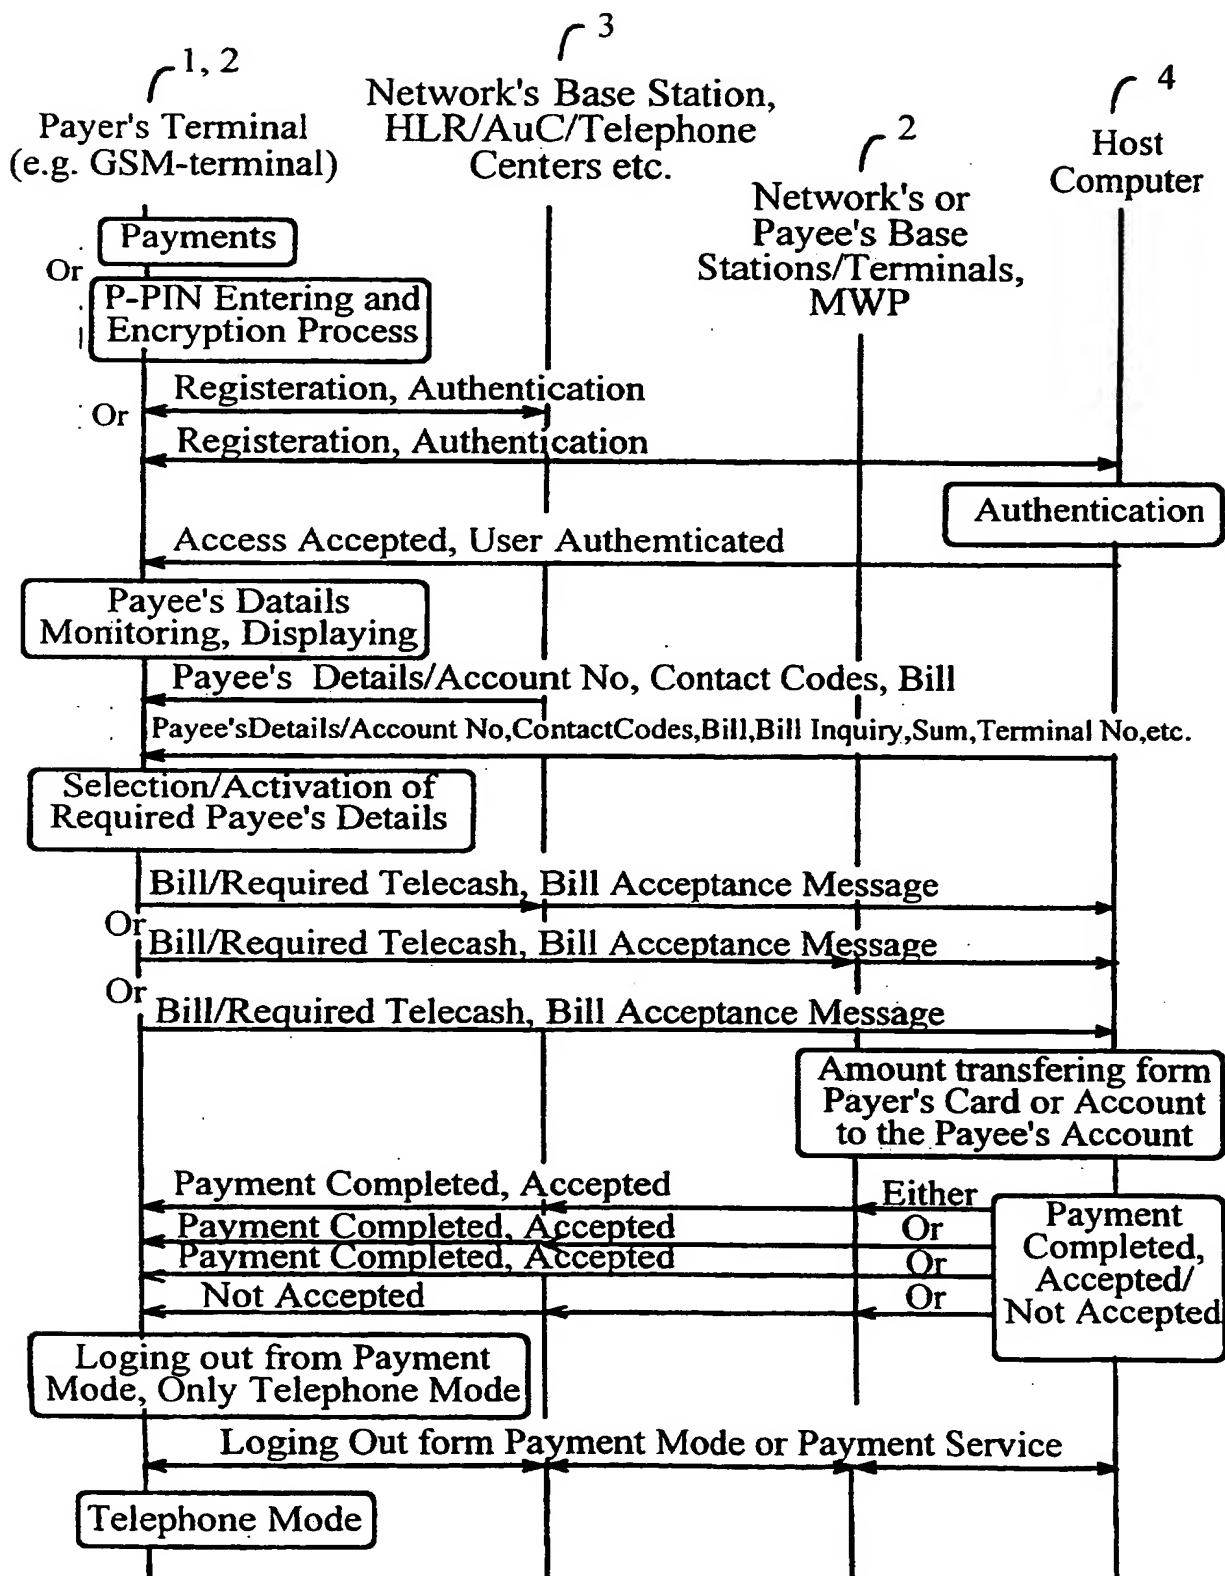 3
1, 2
4
Network's Base Station,
HLR/AuC/Telephone
Centers etc.
Payer's Terminal
(e.g. GSM-terminal)
2
Host
Computer
Network's or
Payee's Base
Stations/Terminals,
MWP
Payments
Or
P-PIN Entering and
Encryption Process
Registeration, Authentication
Or
Registeration, Authentication
Authentication
Access Accepted, User Authemticated
Payee's Datails
Monitoring, Displaying
Payee's Details/Account No, Contact Codes, Bill
Payee'sDetails/Account No,ContactCodes,Bill,Bill Inquiry,Sum,Terminal No,etc.
Selection/Activation of
Required Payee's Details
Bill/Required Telecash, Bill Acceptance Message
Or
Bill/Required Telecash, Bill Acceptance Message
Or
Bill/Required Telecash, Bill Acceptance Message
Amount transfering form
Payer's Card or Account
to the Payee's Account
Payment Completed, Accepted
Either
Payment Completed, Accepted
Or
Payment Completed, Accepted
Or
Not Accepted
Or
Payment
Completed,
Accepted/
Not Accepted
Loging out from Payment
Mode, Only Telephone Mode
Loging Out form Payment Mode or Payment Service
Telephone Mode